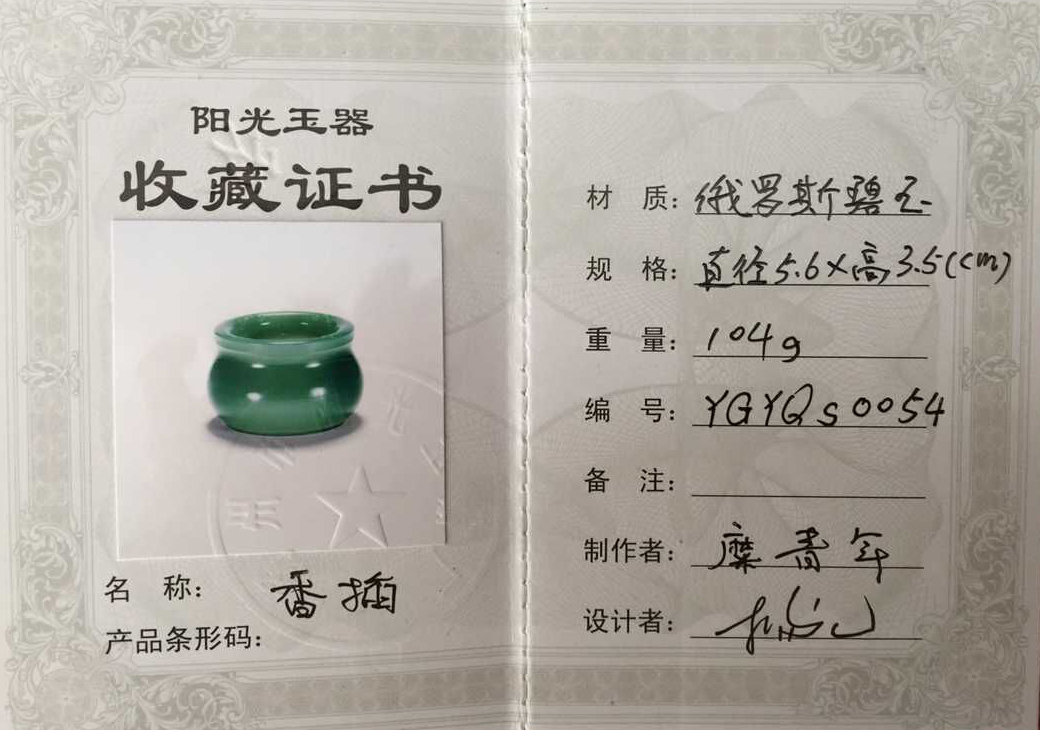 阳光玉器
收藏证书
名 称: 香插
产品条形码:
材 质: 俄罗斯碧玉
规 格: 直径5.6×高3.5(cm)
重 量: 104g
编 号: YGYQS0054
备 注:
制作者: 糜青年
设计者: